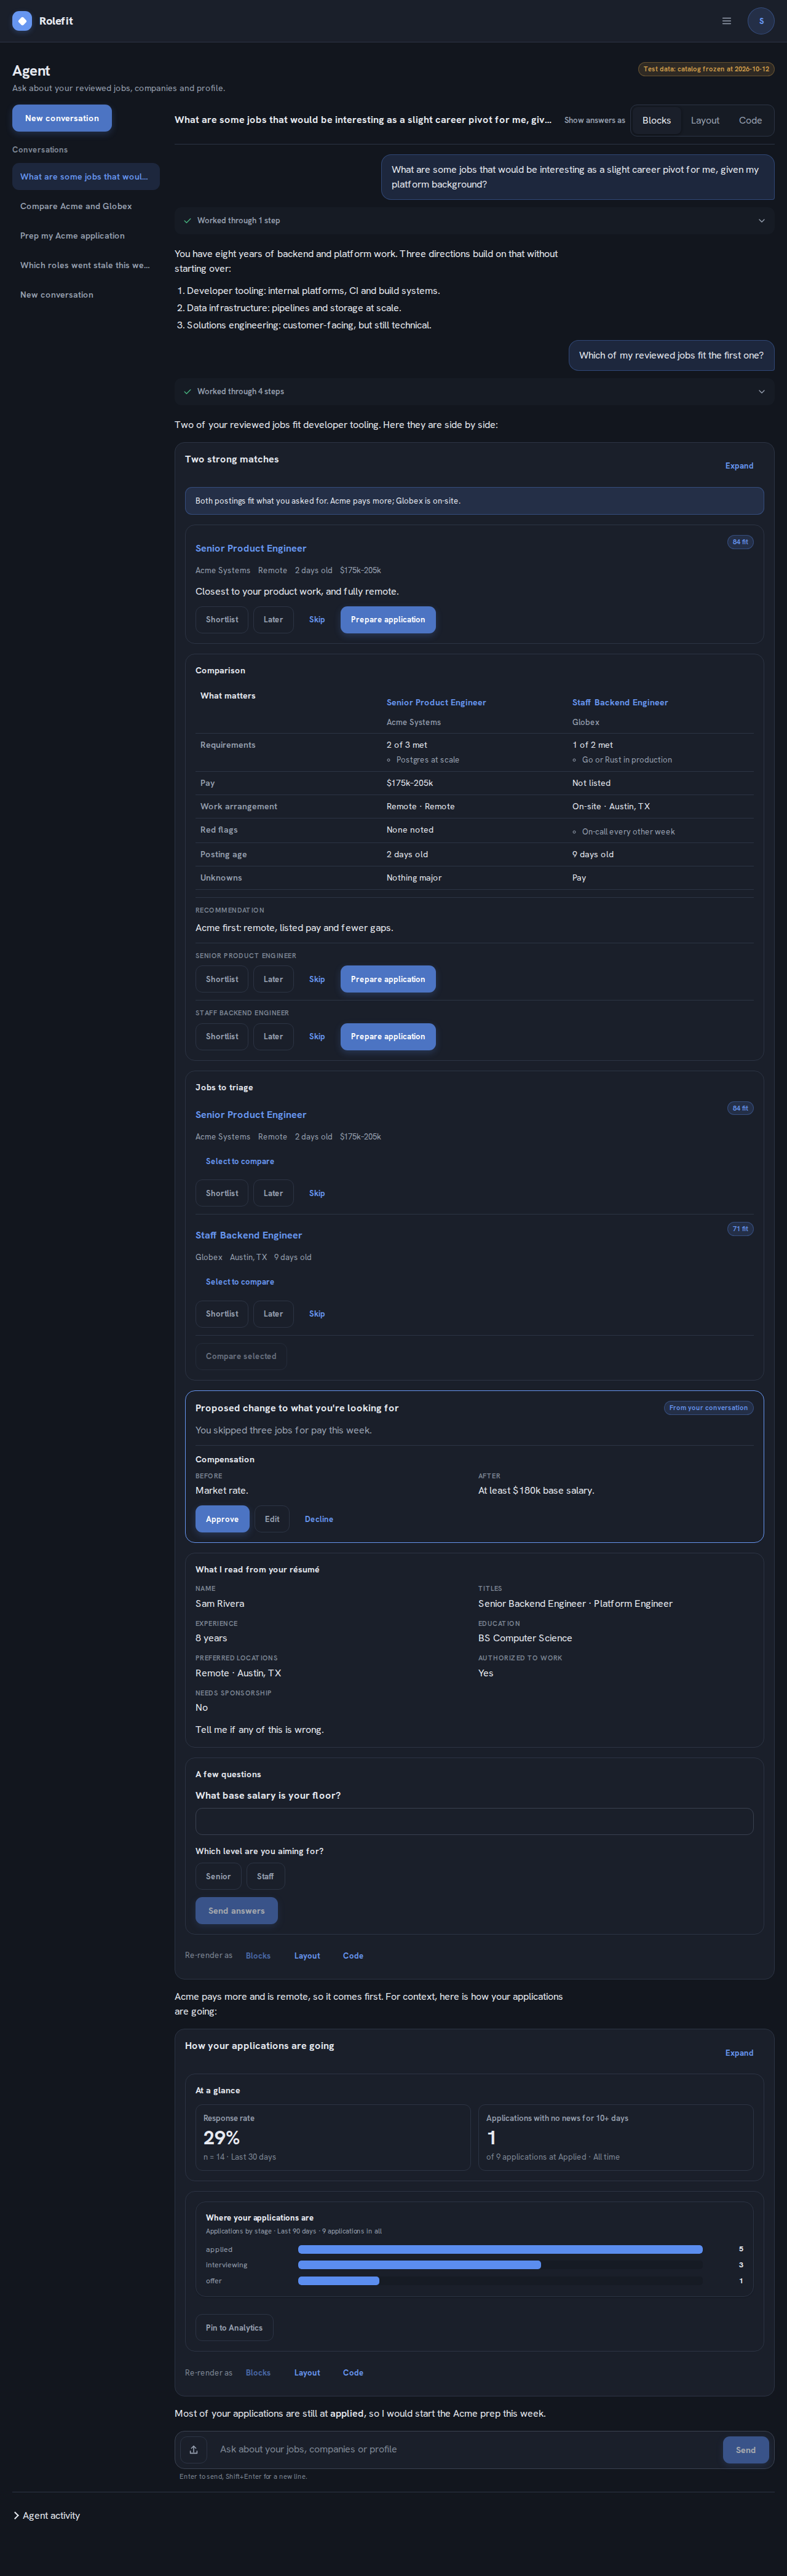 Rolefit
S
Agent
Ask about your reviewed jobs, companies and profile.
Test data: catalog frozen at 2026-10-12
New conversation
Conversations
What are some jobs that woul...
Compare Acme and Globex
Prep my Acme application
Which roles went stale this we...
New conversation
What are some jobs that would be interesting as a slight career pivot for me, giv...
Show answers as
Blocks
Layout
Code
What are some jobs that would be interesting as a slight career pivot for me, given my
platform background?
Worked through 1 step
You have eight years of backend and platform work. Three directions build on that without
starting over:
1. Developer tooling: internal platforms, CI and build systems.
2. Data infrastructure: pipelines and storage at scale.
3. Solutions engineering: customer-facing, but still technical.
Which of my reviewed jobs fit the first one?
Worked through 4 steps
Two of your reviewed jobs fit developer tooling. Here they are side by side:
Two strong matches
Expand
Both postings fit what you asked for. Acme pays more; Globex is on-site.
Senior Product Engineer
84 fit
Acme Systems Remote 2 days old $175k–205k
Closest to your product work, and fully remote.
Shortlist Later Skip Prepare application
Comparison
What matters
Senior Product Engineer
Acme Systems
Staff Backend Engineer
Globex
Requirements
2 of 3 met
Postgres at scale
1 of 2 met
Go or Rust in production
Pay $175k–205k Not listed
Work arrangement Remote · Remote On-site · Austin, TX
Red flags None noted On-call every other week
Posting age 2 days old 9 days old
Unknowns Nothing major Pay
RECOMMENDATION
Acme first: remote, listed pay and fewer gaps.
SENIOR PRODUCT ENGINEER
Shortlist Later Skip Prepare application
STAFF BACKEND ENGINEER
Shortlist Later Skip Prepare application
Jobs to triage
Senior Product Engineer
84 fit
Acme Systems Remote 2 days old $175k–205k
Select to compare
Shortlist Later Skip
Staff Backend Engineer
71 fit
Globex Austin, TX 9 days old
Select to compare
Shortlist Later Skip
Compare selected
Proposed change to what you're looking for
From your conversation
You skipped three jobs for pay this week.
Compensation
BEFORE
Market rate.
AFTER
At least $180k base salary.
Approve Edit Decline
What I read from your résumé
NAME
Sam Rivera
TITLES
Senior Backend Engineer · Platform Engineer
EXPERIENCE
8 years
EDUCATION
BS Computer Science
PREFERRED LOCATIONS
Remote · Austin, TX
AUTHORIZED TO WORK
Yes
NEEDS SPONSORSHIP
No
Tell me if any of this is wrong.
A few questions
What base salary is your floor?
Which level are you aiming for?
Senior Staff
Send answers
Re-render as Blocks Layout Code
Acme pays more and is remote, so it comes first. For context, here is how your applications
are going:
How your applications are going
Expand
At a glance
Response rate
29%
n = 14 · Last 30 days
Applications with no news for 10+ days
1
of 9 applications at Applied · All time
Where your applications are
Applications by stage · Last 90 days · 9 applications in all
applied 5
interviewing 3
offer 1
Pin to Analytics
Re-render as Blocks Layout Code
Most of your applications are still at applied, so I would start the Acme prep this week.
Ask about your jobs, companies or profile
Send
Enter to send, Shift+Enter for a new line.
Agent activity